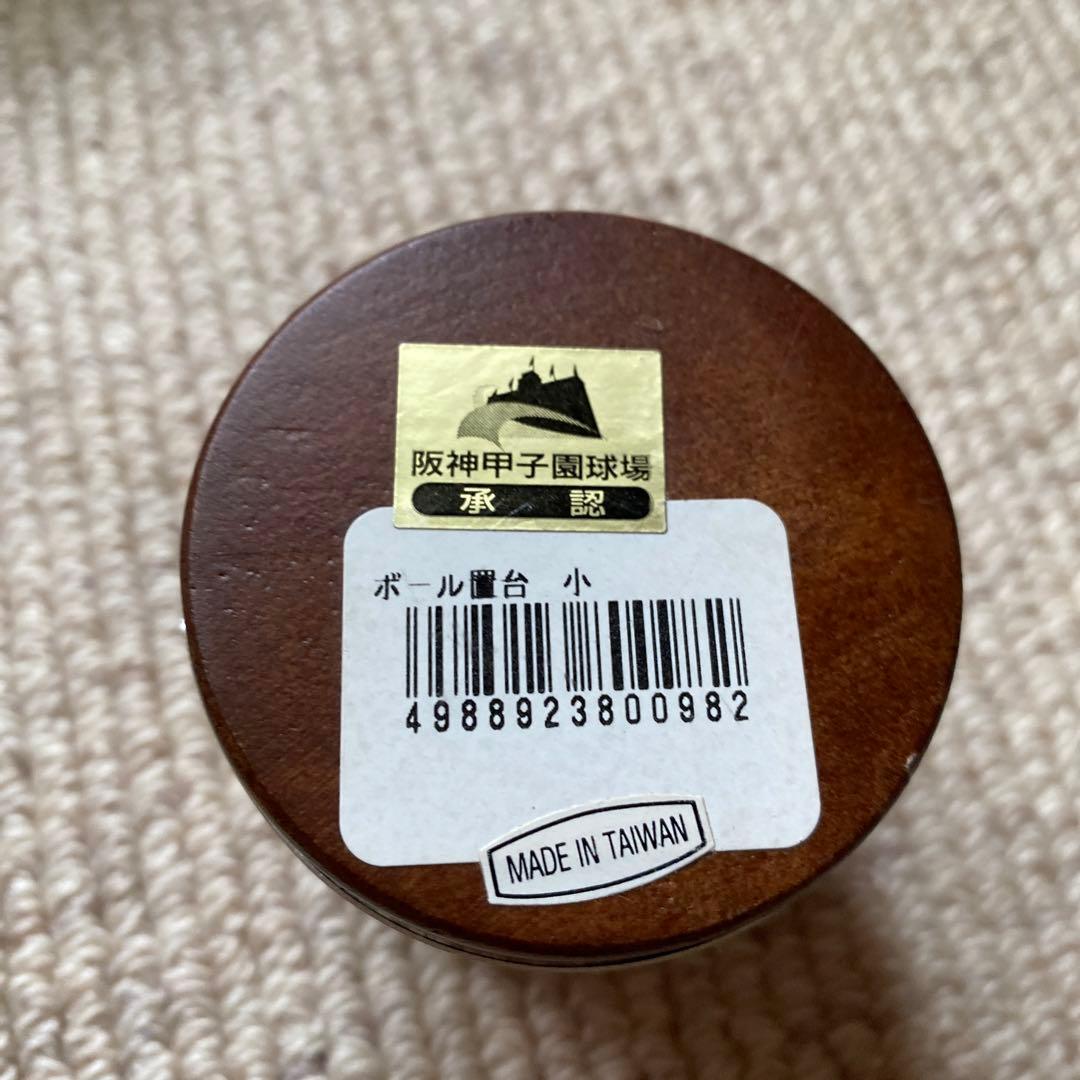 阪神甲子園球場
承認
ボール置台 小
4988923800982
MADE IN TAIWAN